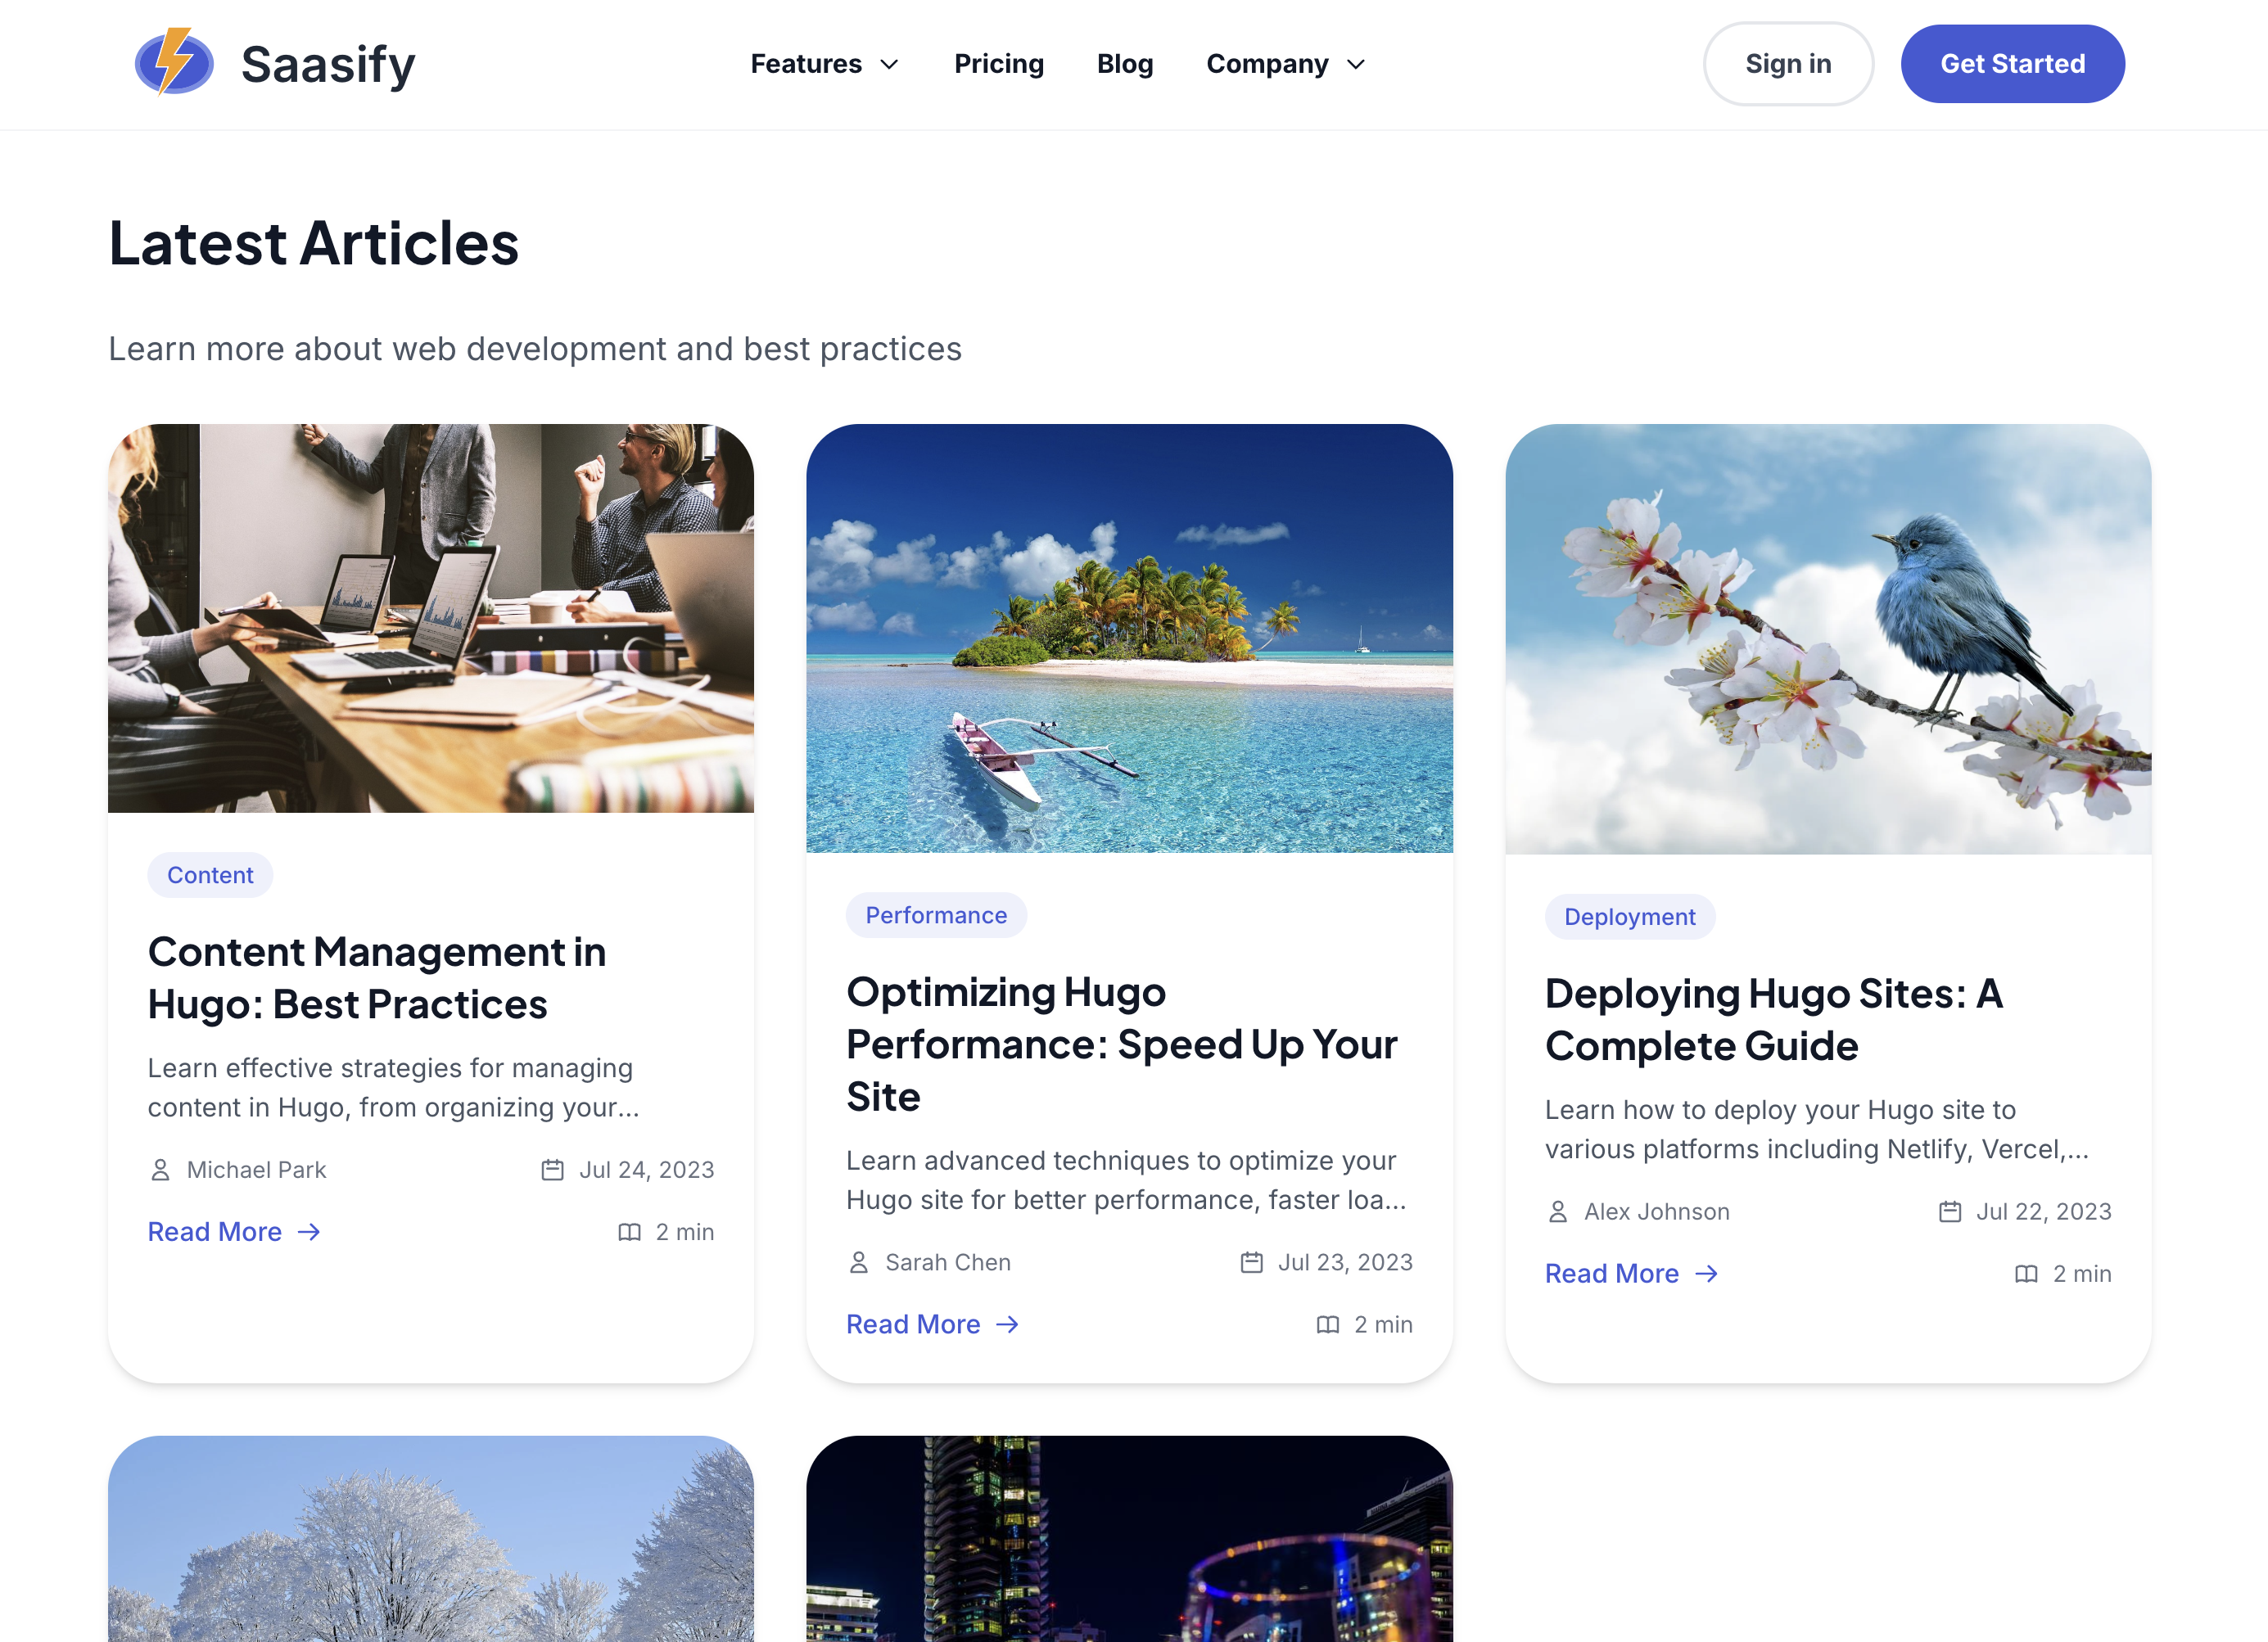 Saasify
Features
Pricing
Blog
Company
Sign in
Get Started
Latest Articles
Learn more about web development and best practices
Content
Content Management in
Hugo: Best Practices
Learn effective strategies for managing
content in Hugo, from organizing your...
Michael Park
Jul 24, 2023
Read More
2 min
Performance
Optimizing Hugo
Performance: Speed Up Your
Site
Learn advanced techniques to optimize your
Hugo site for better performance, faster loa...
Sarah Chen
Jul 23, 2023
Read More
2 min
Deployment
Deploying Hugo Sites: A
Complete Guide
Learn how to deploy your Hugo site to
various platforms including Netlify, Vercel,...
Alex Johnson
Jul 22, 2023
Read More
2 min